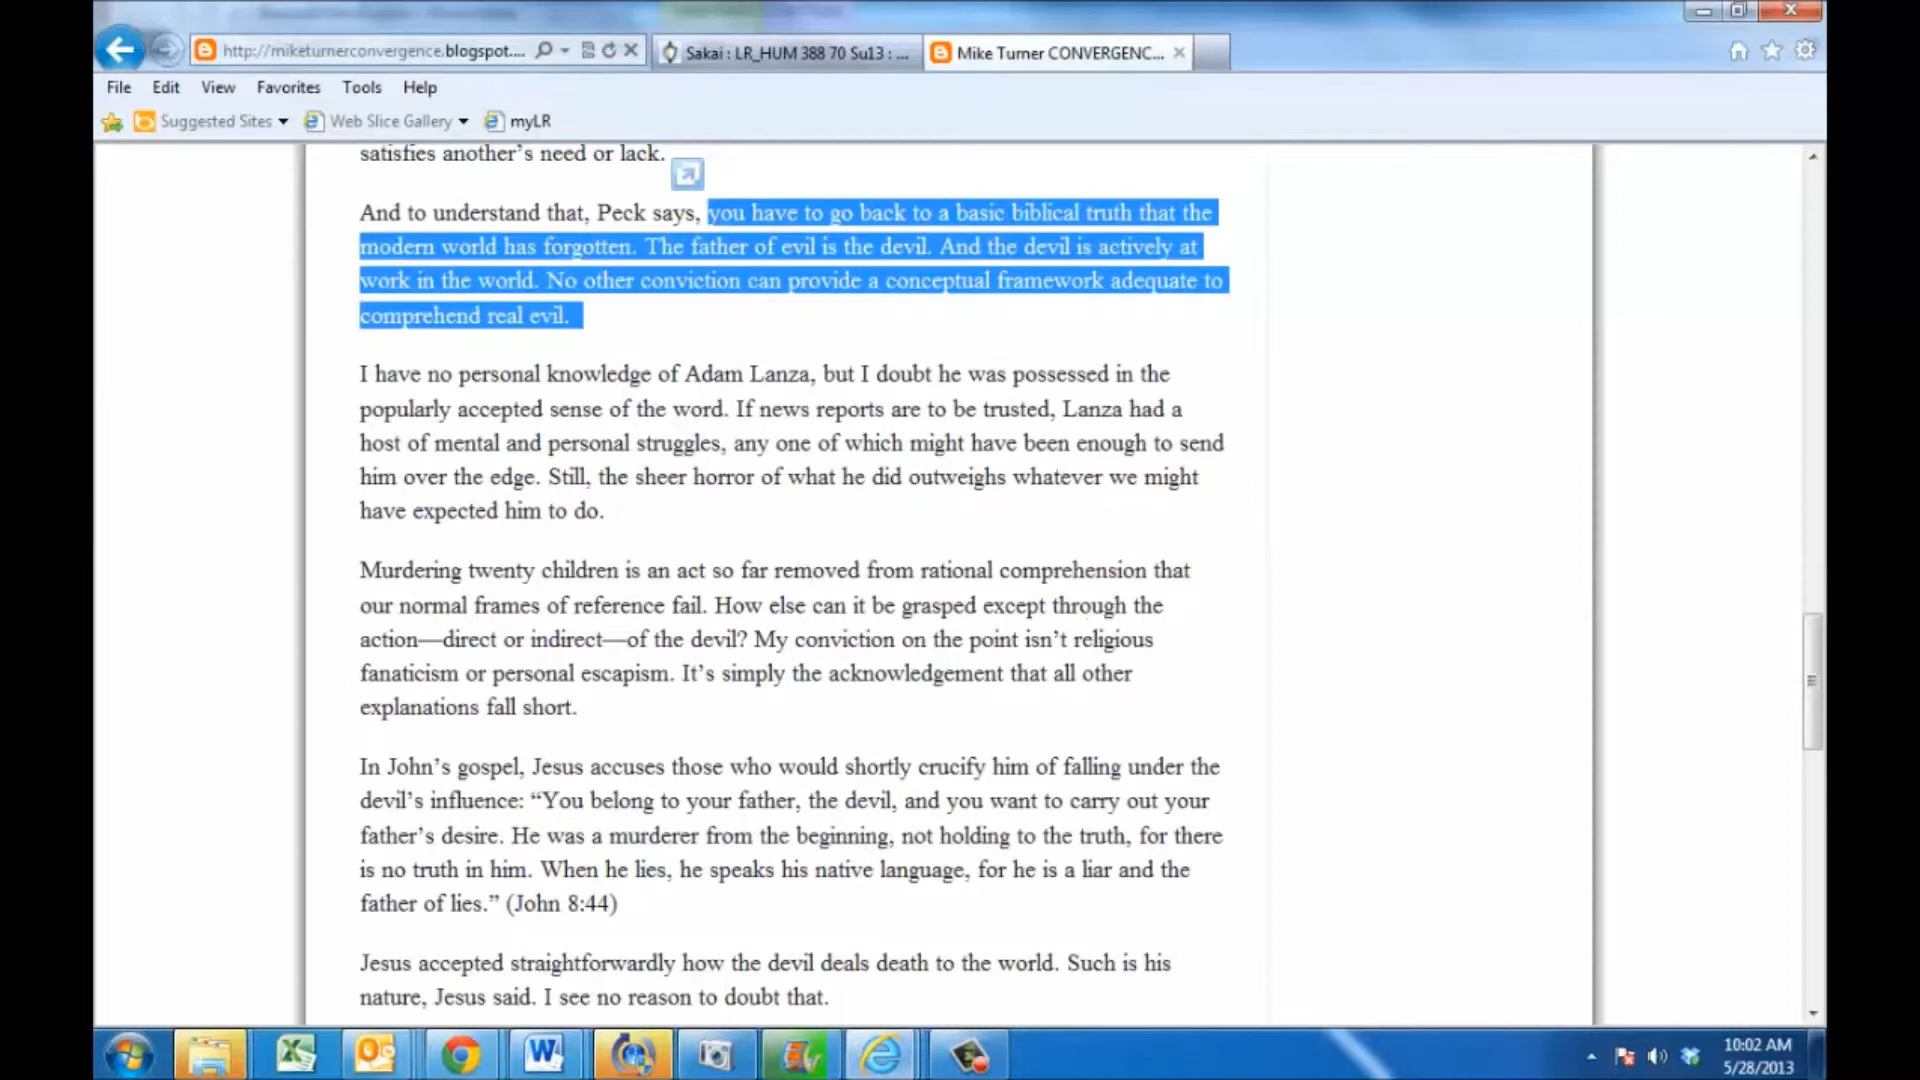 http://miketurnerconvergence.blogspot....
Sakai : LR_HUM 388 70 Su13 : ...
Mike Turner CONVERGENC...
File Edit View Favorites Tools Help
Suggested Sites Web Slice Gallery myLR
satisfies another's need or lack.
And to understand that, Peck says, you have to go back to a basic biblical truth that the
modern world has forgotten. The father of evil is the devil. And the devil is actively at
work in the world. No other conviction can provide a conceptual framework adequate to
comprehend real evil.
I have no personal knowledge of Adam Lanza, but I doubt he was possessed in the
popularly accepted sense of the word. If news reports are to be trusted, Lanza had a
host of mental and personal struggles, any one of which might have been enough to send
him over the edge. Still, the sheer horror of what he did outweighs whatever we might
have expected him to do.
Murdering twenty children is an act so far removed from rational comprehension that
our normal frames of reference fail. How else can it be grasped except through the
action—direct or indirect—of the devil? My conviction on the point isn't religious
fanaticism or personal escapism. It's simply the acknowledgement that all other
explanations fall short.
In John's gospel, Jesus accuses those who would shortly crucify him of falling under the
devil's influence: “You belong to your father, the devil, and you want to carry out your
father's desire. He was a murderer from the beginning, not holding to the truth, for there
is no truth in him. When he lies, he speaks his native language, for he is a liar and the
father of lies.” (John 8:44)
Jesus accepted straightforwardly how the devil deals death to the world. Such is his
nature, Jesus said. I see no reason to doubt that.
10:02 AM
5/28/2013